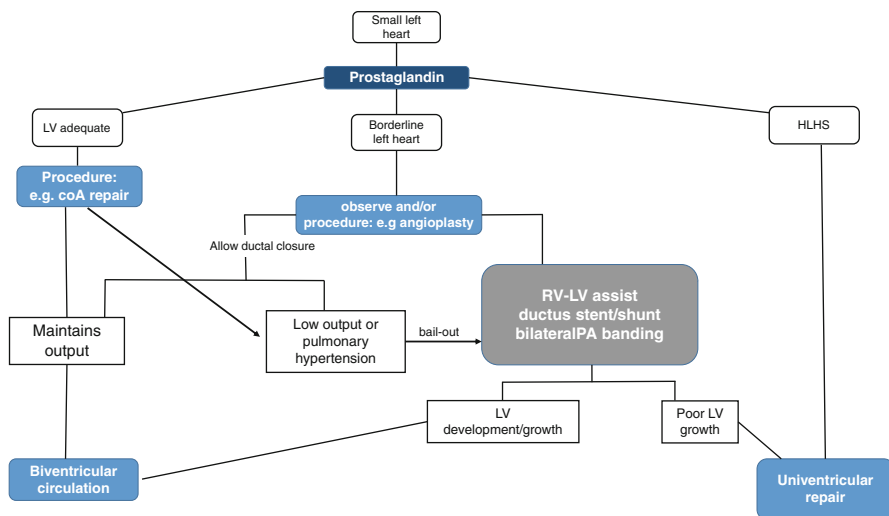 Small left
heart
Prostaglandin
LV adequate
Borderline
left heart
HLHS
Procedure:
e.g. coA repair
observe and/or
procedure: e.g angioplasty
Allow ductal closure
RV-LV assist
ductus stent/shunt
bilateralPA banding
Maintains
output
Low output or
pulmonary
hypertension
bail-out
LV
development/growth
Poor LV
growth
Biventricular
circulation
Univentricular
repair